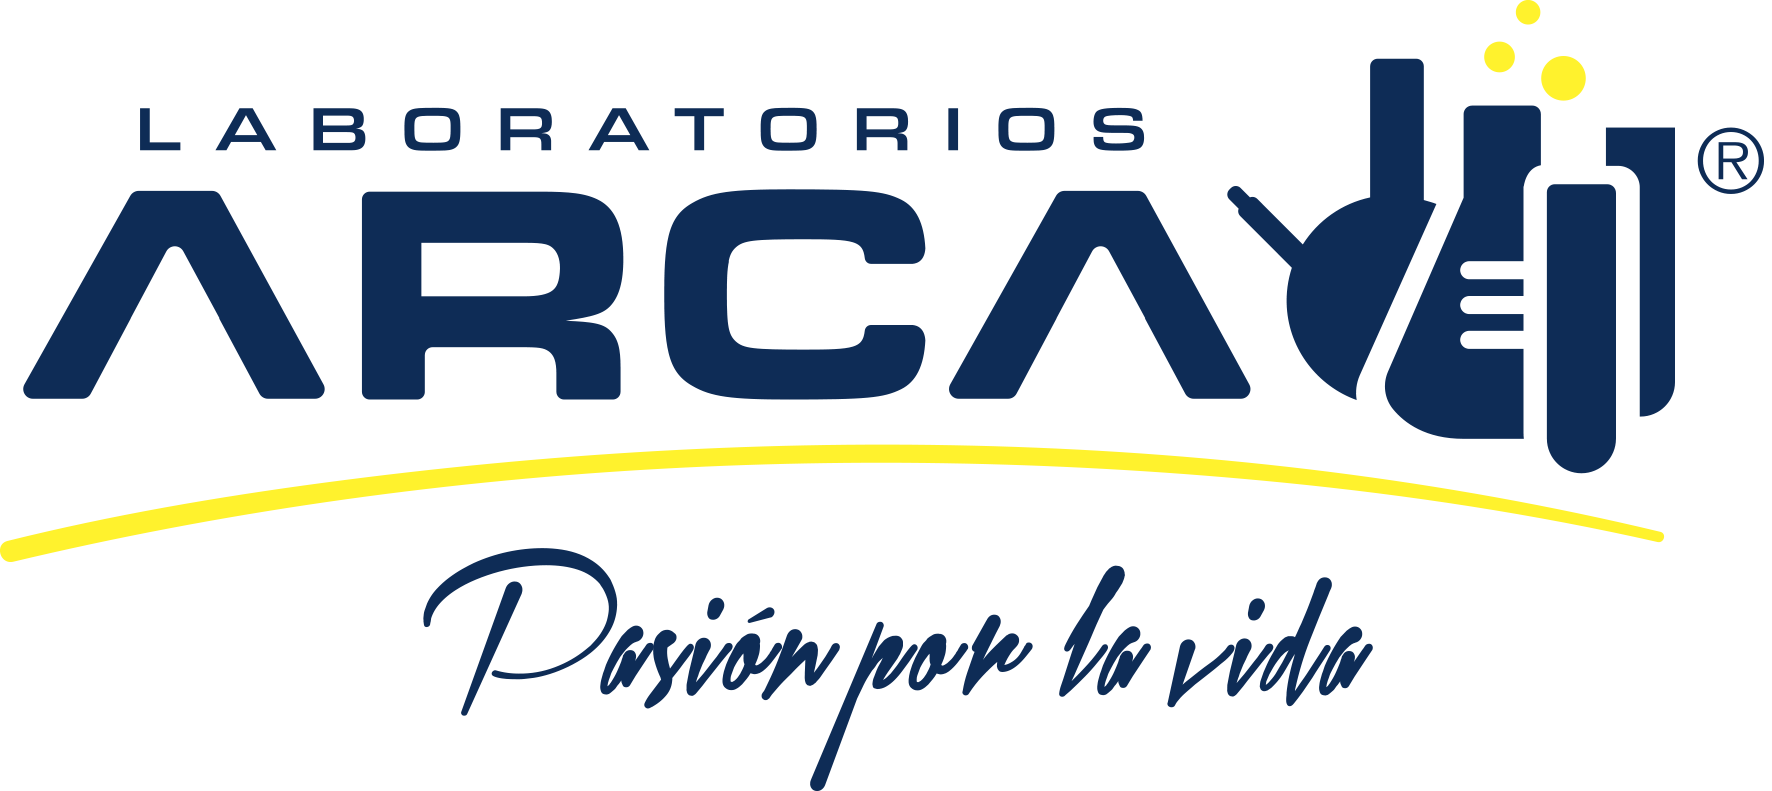 LABORATORIOS
ARCA ®
Pasión por la vida